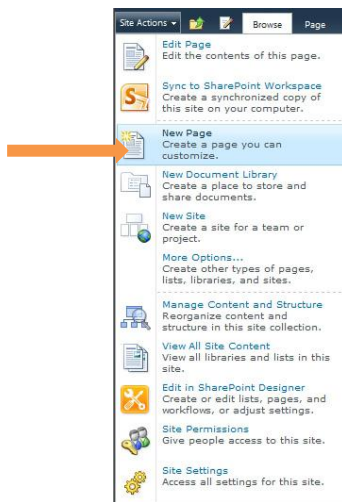 Site Actions Browse Page
Edit Page
Edit the contents of this page.
Sync to SharePoint Workspace
Create a synchronized copy of
this site on your computer.
New Page
Create a page you can
customize.
New Document Library
Create a place to store and
share documents.
New Site
Create a site for a team or
project.
More Options...
Create other types of pages,
lists, libraries, and sites.
Manage Content and Structure
Reorganize content and
structure in this site collection.
View All Site Content
View all libraries and lists in this
site.
Edit in SharePoint Designer
Create or edit lists, pages, and
workflows, or adjust settings.
Site Permissions
Give people access to this site.
Site Settings
Access all settings for this site.